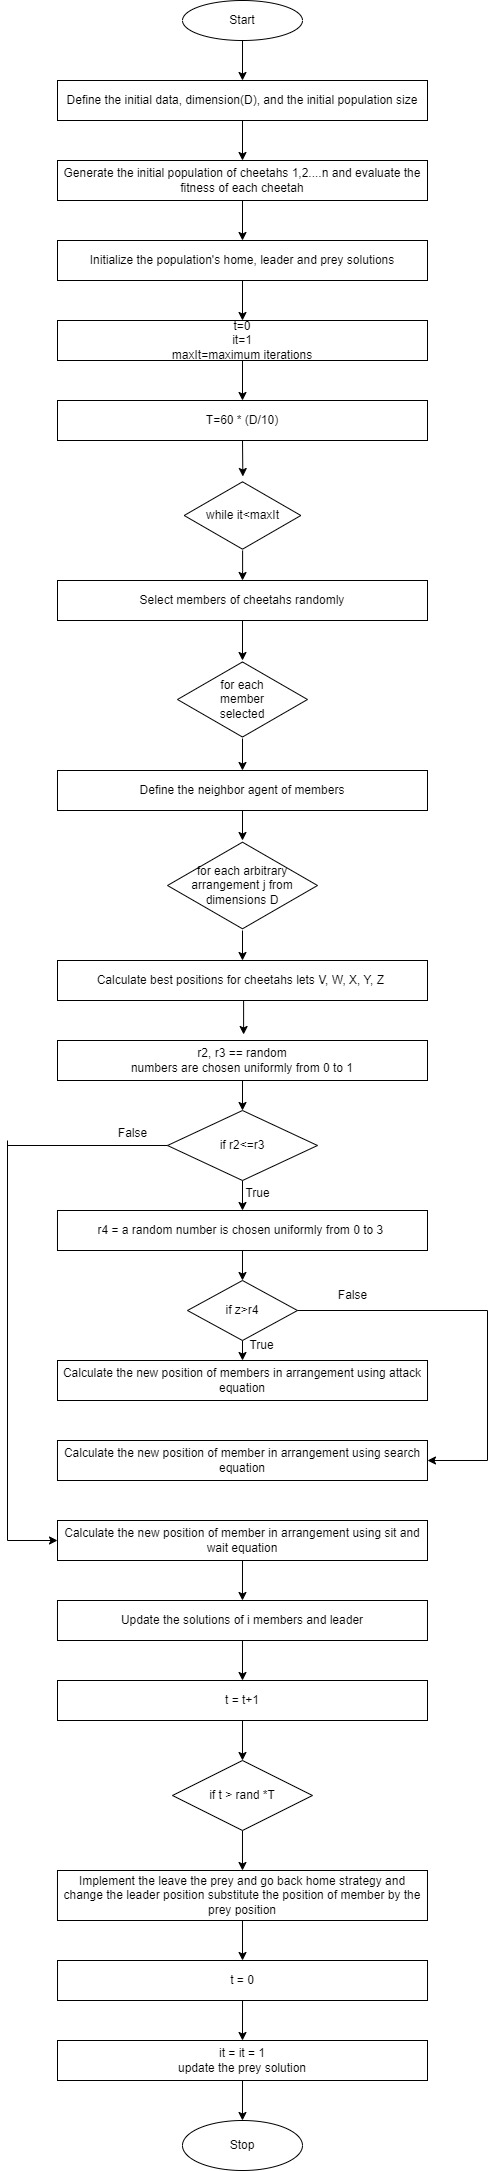 Start
Define the initial data, dimension(D), and the initial population size
Generate the initial population of cheetahs 1,2....n and evaluate the
fitness of each cheetah
Initialize the population's home, leader and prey solutions
t=0
it=1
maxIt=maximum iterations
T=60 * (D/10)
while it<maxIt
Select members of cheetahs randomly
for each
member
selected
Define the neighbor agent of members
for each arbitrary
arrangement j from
dimensions D
Calculate best positions for cheetahs lets V, W, X, Y, Z
r2, r3 == random
numbers are chosen uniformly from 0 to 1
False
if r2<=r3
True
r4 = a random number is chosen uniformly from 0 to 3
False
if z>r4
True
Calculate the new position of members in arrangement using attack
equation
Calculate the new position of member in arrangement using search
equation
Calculate the new position of member in arrangement using sit and
wait equation
Update the solutions of i members and leader
t = t+1
if t > rand *T
Implement the leave the prey and go back home strategy and
change the leader position substitute the position of member by the
prey position
t = 0
it = it = 1
update the prey solution
Stop